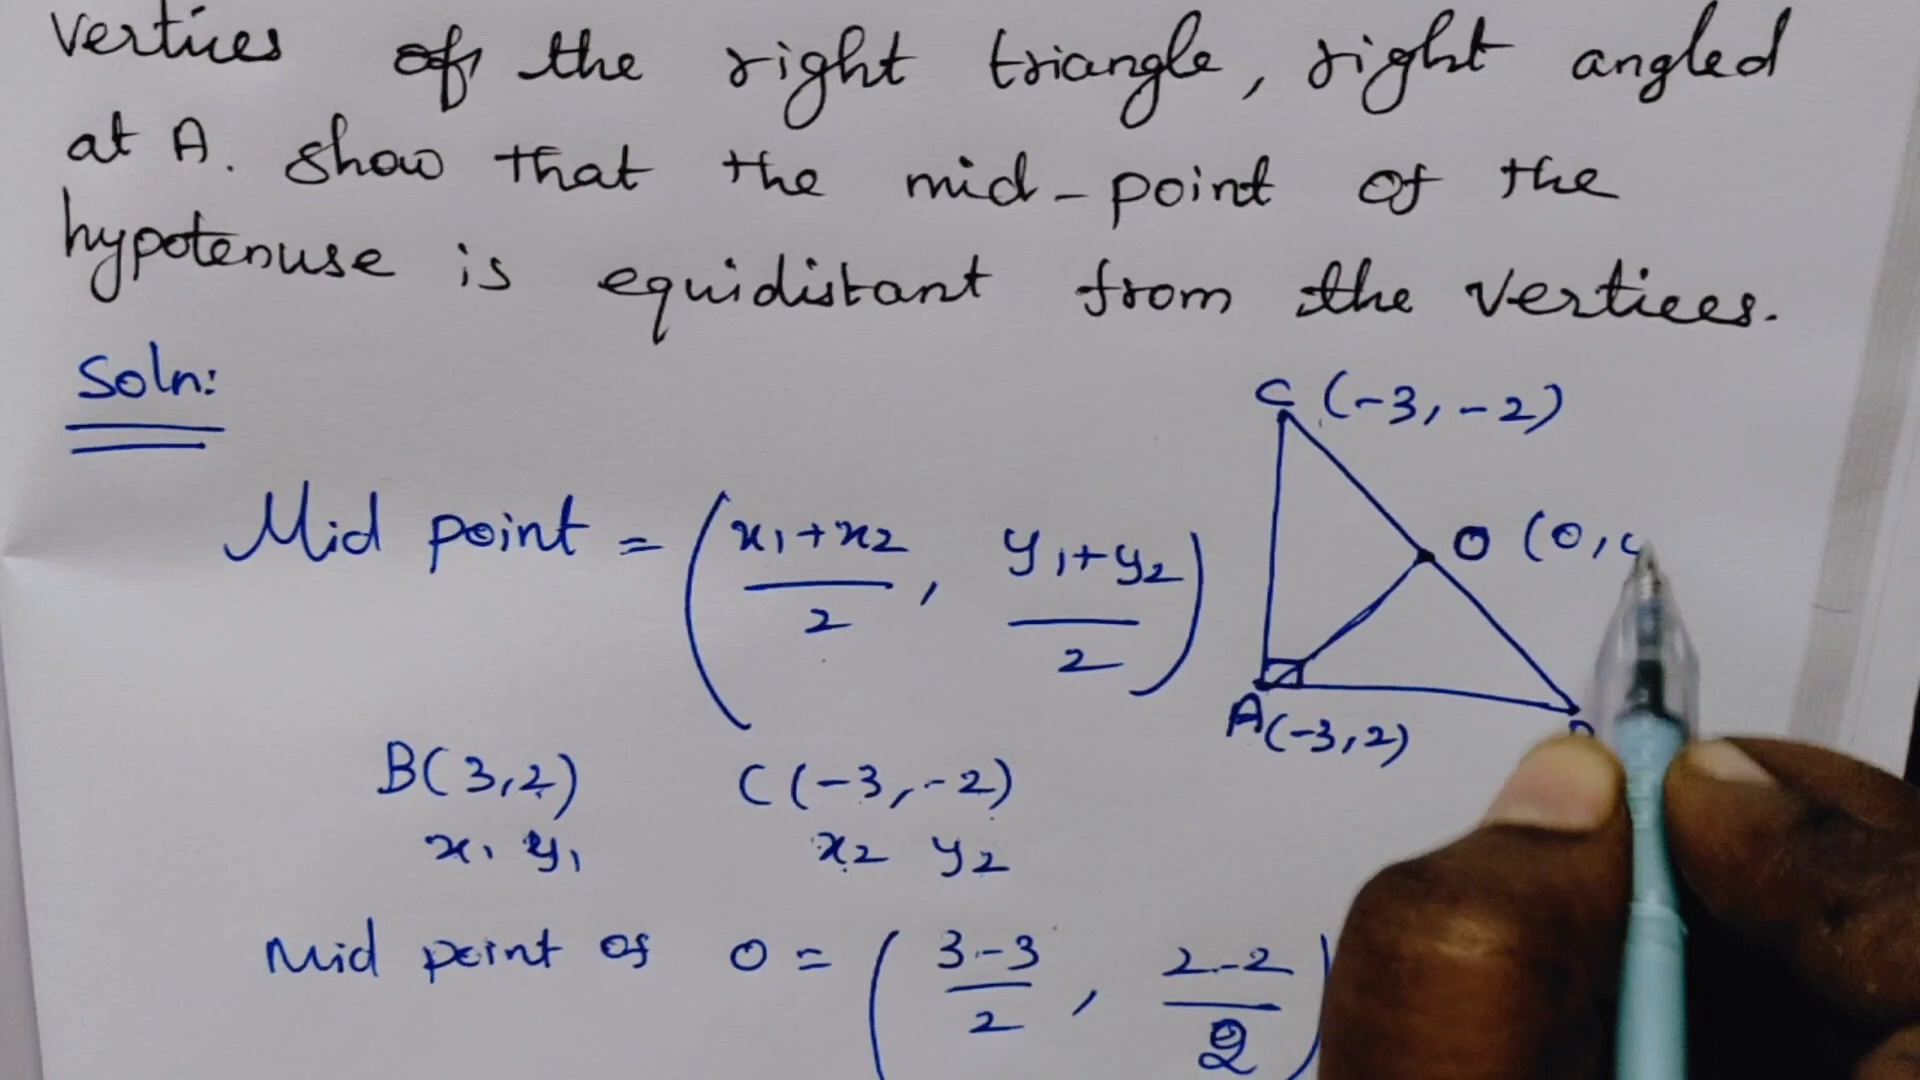 vertices of the right triangle, right angled
at A. show that the mid-point of the
hypotenuse is equidistant from the vertices.
Soln:
C (-3, -2)
Mid point = (x1+x2/2, y1+y2/2)
O (0,
A(-3,2)
B(3,2) C(-3,-2)
x1 y1 x2 y2
Mid point of O = (3-3/2, 2-2/2)